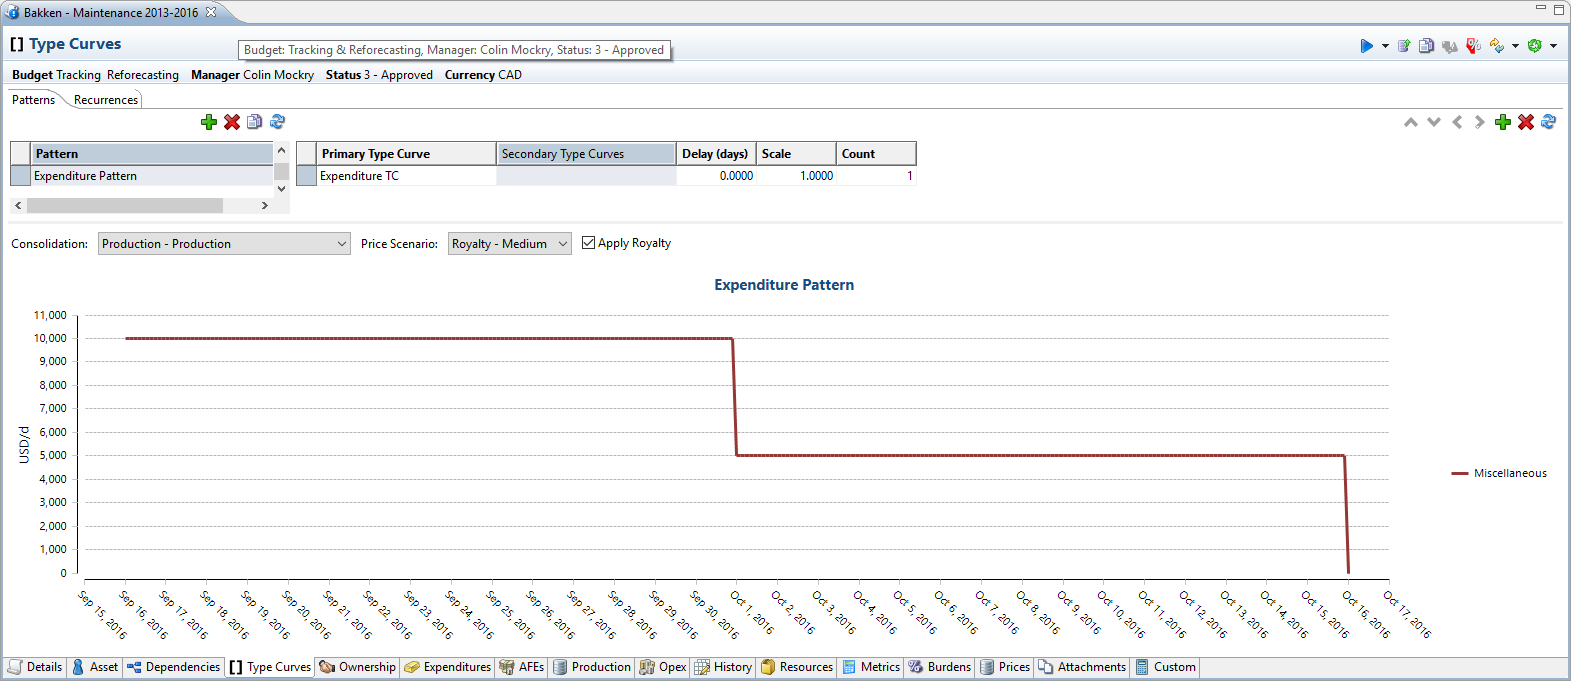 Bakken - Maintenance 2013-2016
Type Curves
Budget: Tracking & Reforecasting, Manager: Colin Mockry, Status: 3 - Approved
Budget Tracking Reforecasting Manager Colin Mockry Status 3 - Approved Currency CAD
Patterns Recurrences
Pattern Primary Type Curve Secondary Type Curves Delay (days) Scale Count
Expenditure Pattern Expenditure TC 0.0000 1.0000 1
Consolidation: Production - Production Price Scenario: Royalty - Medium Apply Royalty
Expenditure Pattern
11,000
10,000
9,000
8,000
7,000
6,000
5,000
4,000
3,000
2,000
1,000
0
USD/d
Miscellaneous
Sep 15, 2016
Sep 16, 2016
Sep 17, 2016
Sep 18, 2016
Sep 19, 2016
Sep 20, 2016
Sep 21, 2016
Sep 22, 2016
Sep 23, 2016
Sep 24, 2016
Sep 25, 2016
Sep 26, 2016
Sep 27, 2016
Sep 28, 2016
Sep 29, 2016
Sep 30, 2016
Oct 1, 2016
Oct 2, 2016
Oct 3, 2016
Oct 4, 2016
Oct 5, 2016
Oct 6, 2016
Oct 7, 2016
Oct 8, 2016
Oct 9, 2016
Oct 10, 2016
Oct 11, 2016
Oct 12, 2016
Oct 13, 2016
Oct 14, 2016
Oct 15, 2016
Oct 16, 2016
Oct 17, 2016
Details Asset Dependencies Type Curves Ownership Expenditures AFEs Production Opex History Resources Metrics Burdens Prices Attachments Custom